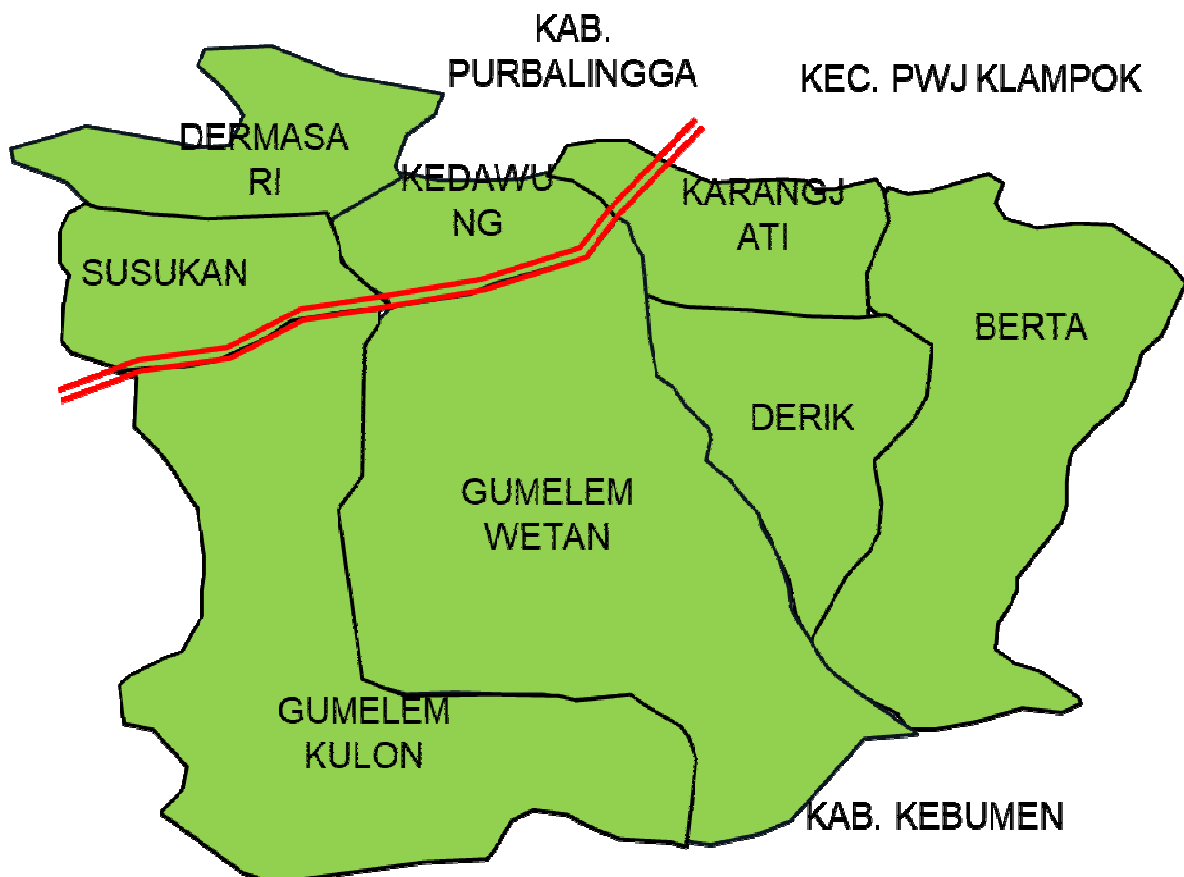 KAB.
PURBALINGGA
KEC. PWJ KLAMPOK
DERMASA
RI
KEDAWU
NG
KARANGJ
ATI
SUSUKAN
BERTA
DERIK
GUMELEM
WETAN
GUMELEM
KULON
KAB. KEBUMEN